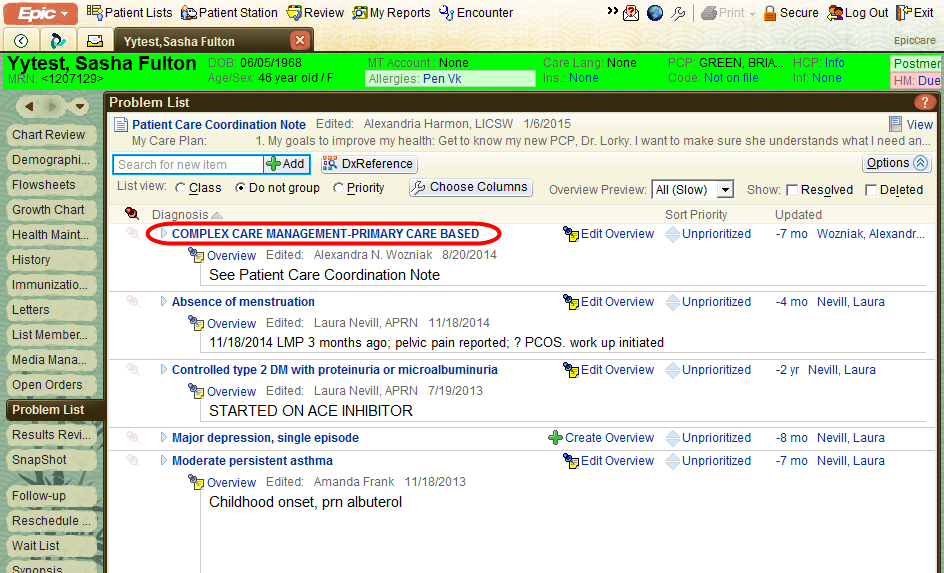 Epic Patient Lists Patient Station Review My Reports Encounter » Print Secure Log Out Exit
Yytest,Sasha Fulton EpicCare
Yytest, Sasha Fulton DOB: 06/05/1968 MT Account: None Care Lang: None PCP: GREEN, BRIA... HCP: Info Postmer
MRN: <1207129> Age/Sex: 46 year old / F Allergies: Pen Vk Ins. None Code: Not on file Inf: None HM: Due
Problem List ?
Chart Review
Demographi...
Flowsheets
Growth Chart
Health Maint...
History
Immunizatio...
Letters
List Member...
Media Mana...
Open Orders
Problem List
Results Revi...
SnapShot
Follow-up
Reschedule ...
Wait List
Synopsis
Patient Care Coordination Note Edited: Alexandria Harmon, LICSW 1/6/2015 View
My Care Plan: 1. My goals to improve my health: Get to know my new PCP, Dr. Lorky. I want to make sure she understands what I need an...
Search for new item Add DxReference Options
List view: Class Do not group Priority Choose Columns Overview Preview: All (Slow) Show: Resolved Deleted
Diagnosis Sort Priority Updated
COMPLEX CARE MANAGEMENT-PRIMARY CARE BASED Edit Overview Unprioritized -7 mo Wozniak, Alexandr...
Overview Edited: Alexandra N. Wozniak 8/20/2014
See Patient Care Coordination Note
Absence of menstruation Edit Overview Unprioritized -4 mo Nevill, Laura
Overview Edited: Laura Nevill, APRN 11/18/2014
11/18/2014 LMP 3 months ago; pelvic pain reported; ? PCOS. work up initiated
Controlled type 2 DM with proteinuria or microalbuminuria Edit Overview Unprioritized -2 yr Nevill, Laura
Overview Edited: Laura Nevill, APRN 7/19/2013
STARTED ON ACE INHIBITOR
Major depression, single episode Create Overview Unprioritized -8 mo Nevill, Laura
Moderate persistent asthma Edit Overview Unprioritized -7 mo Nevill, Laura
Overview Edited: Amanda Frank 11/18/2013
Childhood onset, prn albuterol